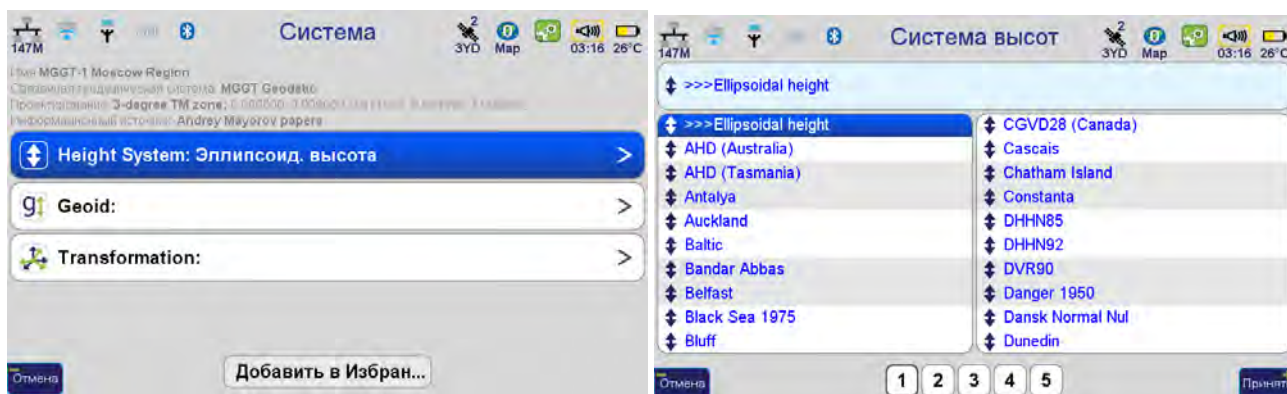 Система
2
147M
3YD
Map
03:16
26°C
MGGT-1 Moscow Region
MGGT Geodetic
3-degree TM zone;
Andrey Mayorov papers
Height System: Эллипсоид. высота >
Geoid: >
Transformation: >
Отмена
Добавить в Избран...
Система высот
2
147M
3YD
Map
03:16
26°C
>>>Ellipsoidal height
>>>Ellipsoidal height
AHD (Australia)
AHD (Tasmania)
Antalya
Auckland
Baltic
Bandar Abbas
Belfast
Black Sea 1975
Bluff
CGVD28 (Canada)
Cascais
Chatham Island
Constanta
DHHN85
DHHN92
DVR90
Danger 1950
Dansk Normal Nul
Dunedin
Отмена
1 2 3 4 5
Принят